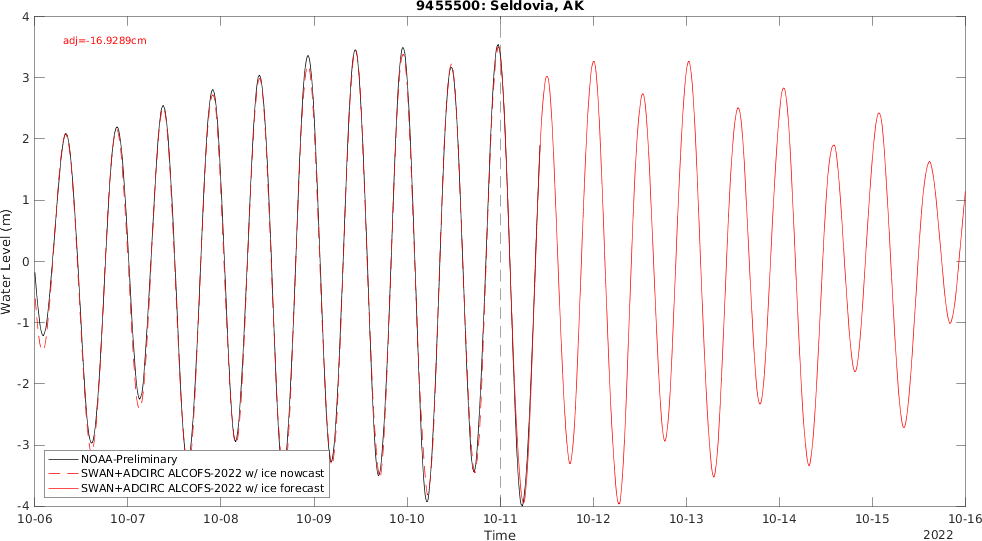 9455500: Seldovia, AK
adj=-16.9289cm
Water Level (m)
4
3
2
1
0
-1
-2
-3
-4
NOAA-Preliminary
SWAN+ADCIRC ALCOFS-2022 w/ ice nowcast
SWAN+ADCIRC ALCOFS-2022 w/ ice forecast
10-06 10-07 10-08 10-09 10-10 10-11 10-12 10-13 10-14 10-15 10-16
Time
2022